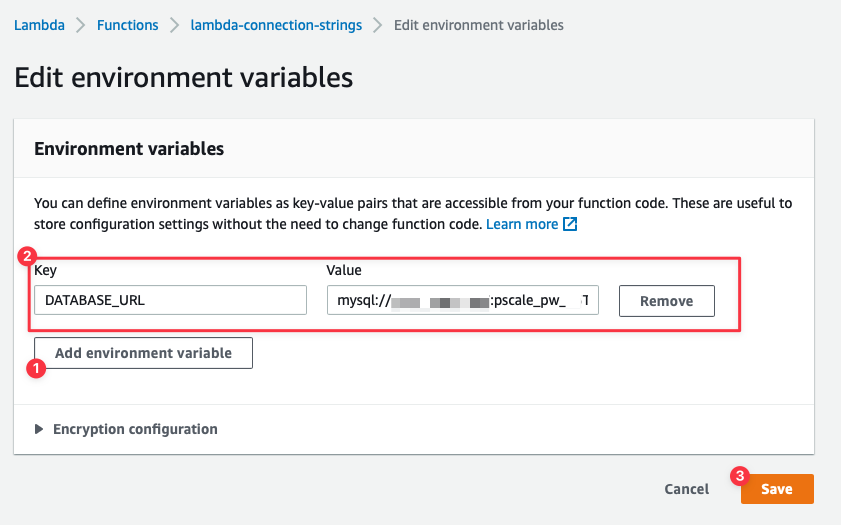 Lambda > Functions > lambda-connection-strings > Edit environment variables
Edit environment variables
Environment variables
You can define environment variables as key-value pairs that are accessible from your function code. These are useful to
store configuration settings without the need to change function code. Learn more
2
Key Value
DATABASE_URL mysql:// :pscale_pw_ Remove
Add environment variable
1
Encryption configuration
3
Cancel Save